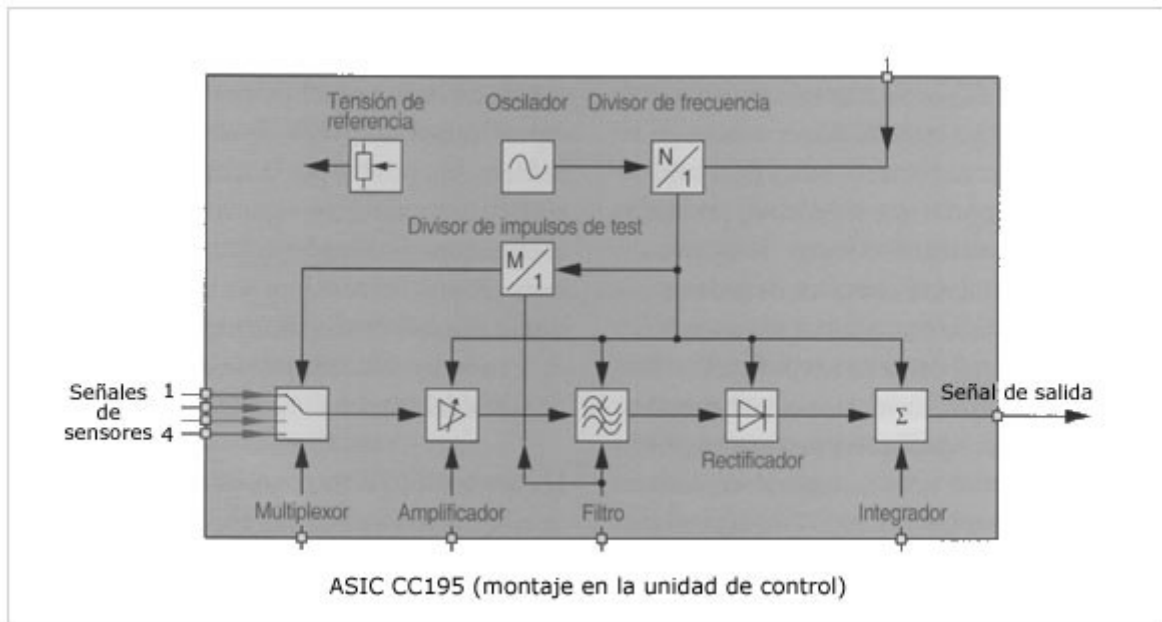 1
Tensión de
referencia
Oscilador
Divisor de frecuencia
N/1
Divisor de impulsos de test
M/1
Señales 1
de
sensores 4
Señal de salida
Σ
Rectificador
Multiplexor
Amplificador
Filtro
Integrador
ASIC CC195 (montaje en la unidad de control)